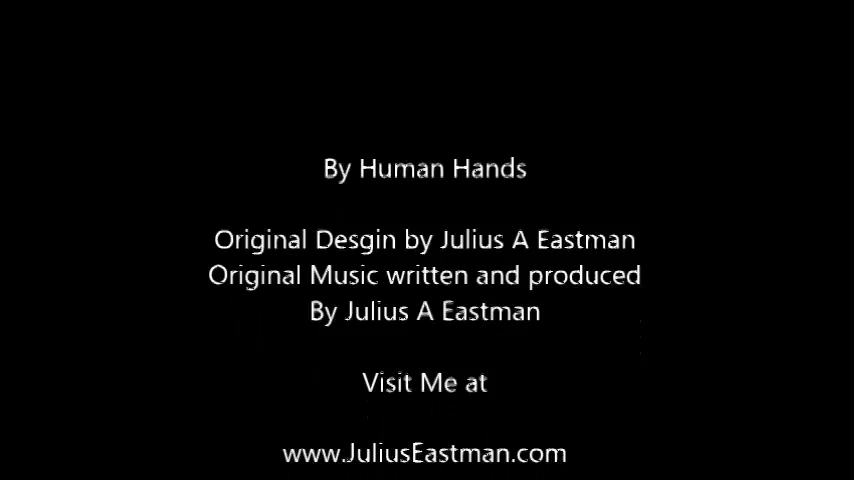 By Human Hands
Original Desgin by Julius A Eastman
Original Music written and produced
By Julius A Eastman
Visit Me at
www.JuliusEastman.com